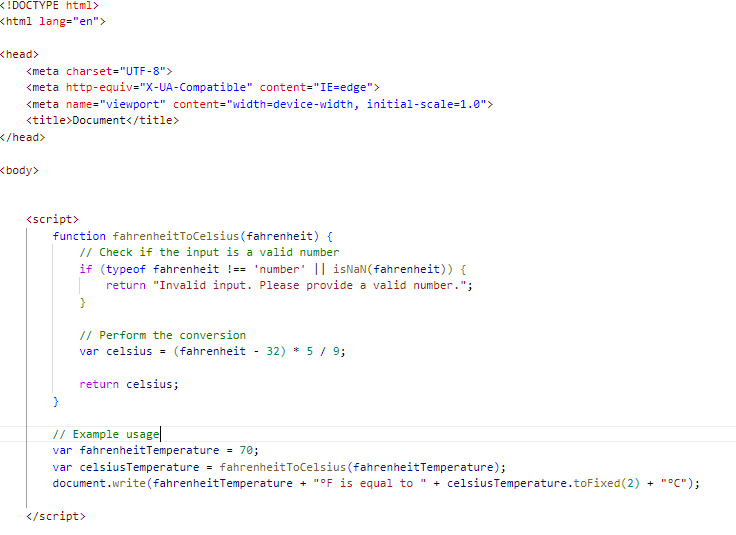 <!DOCTYPE html>
<html lang="en">
<head>
<meta charset="UTF-8">
<meta http-equiv="X-UA-Compatible" content="IE=edge">
<meta name="viewport" content="width=device-width, initial-scale=1.0">
<title>Document</title>
</head>
<body>
<script>
function fahrenheitToCelsius(fahrenheit) {
// Check if the input is a valid number
if (typeof fahrenheit !== 'number' || isNaN(fahrenheit)) {
return "Invalid input. Please provide a valid number.";
}
// Perform the conversion
var celsius = (fahrenheit - 32) * 5 / 9;
return celsius;
}
// Example usage
var fahrenheitTemperature = 70;
var celsiusTemperature = fahrenheitToCelsius(fahrenheitTemperature);
document.write(fahrenheitTemperature + "°F is equal to " + celsiusTemperature.toFixed(2) + "°C");
</script>